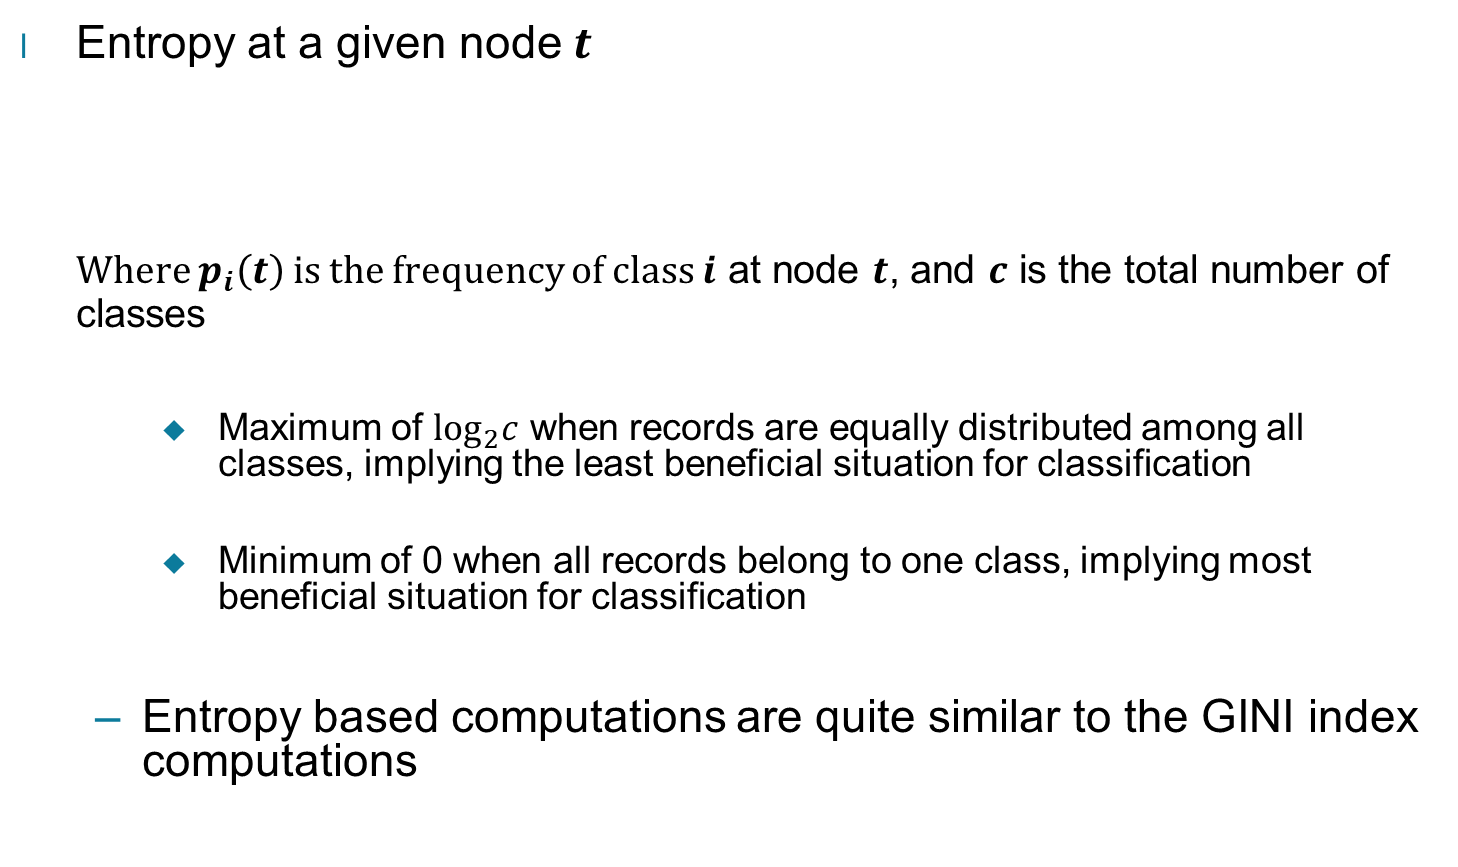 Entropy at a given node t
Where pᵢ(t) is the frequency of class i at node t, and c is the total number of
classes
◆ Maximum of log₂c when records are equally distributed among all
classes, implying the least beneficial situation for classification
◆ Minimum of 0 when all records belong to one class, implying most
beneficial situation for classification
– Entropy based computations are quite similar to the GINI index
computations